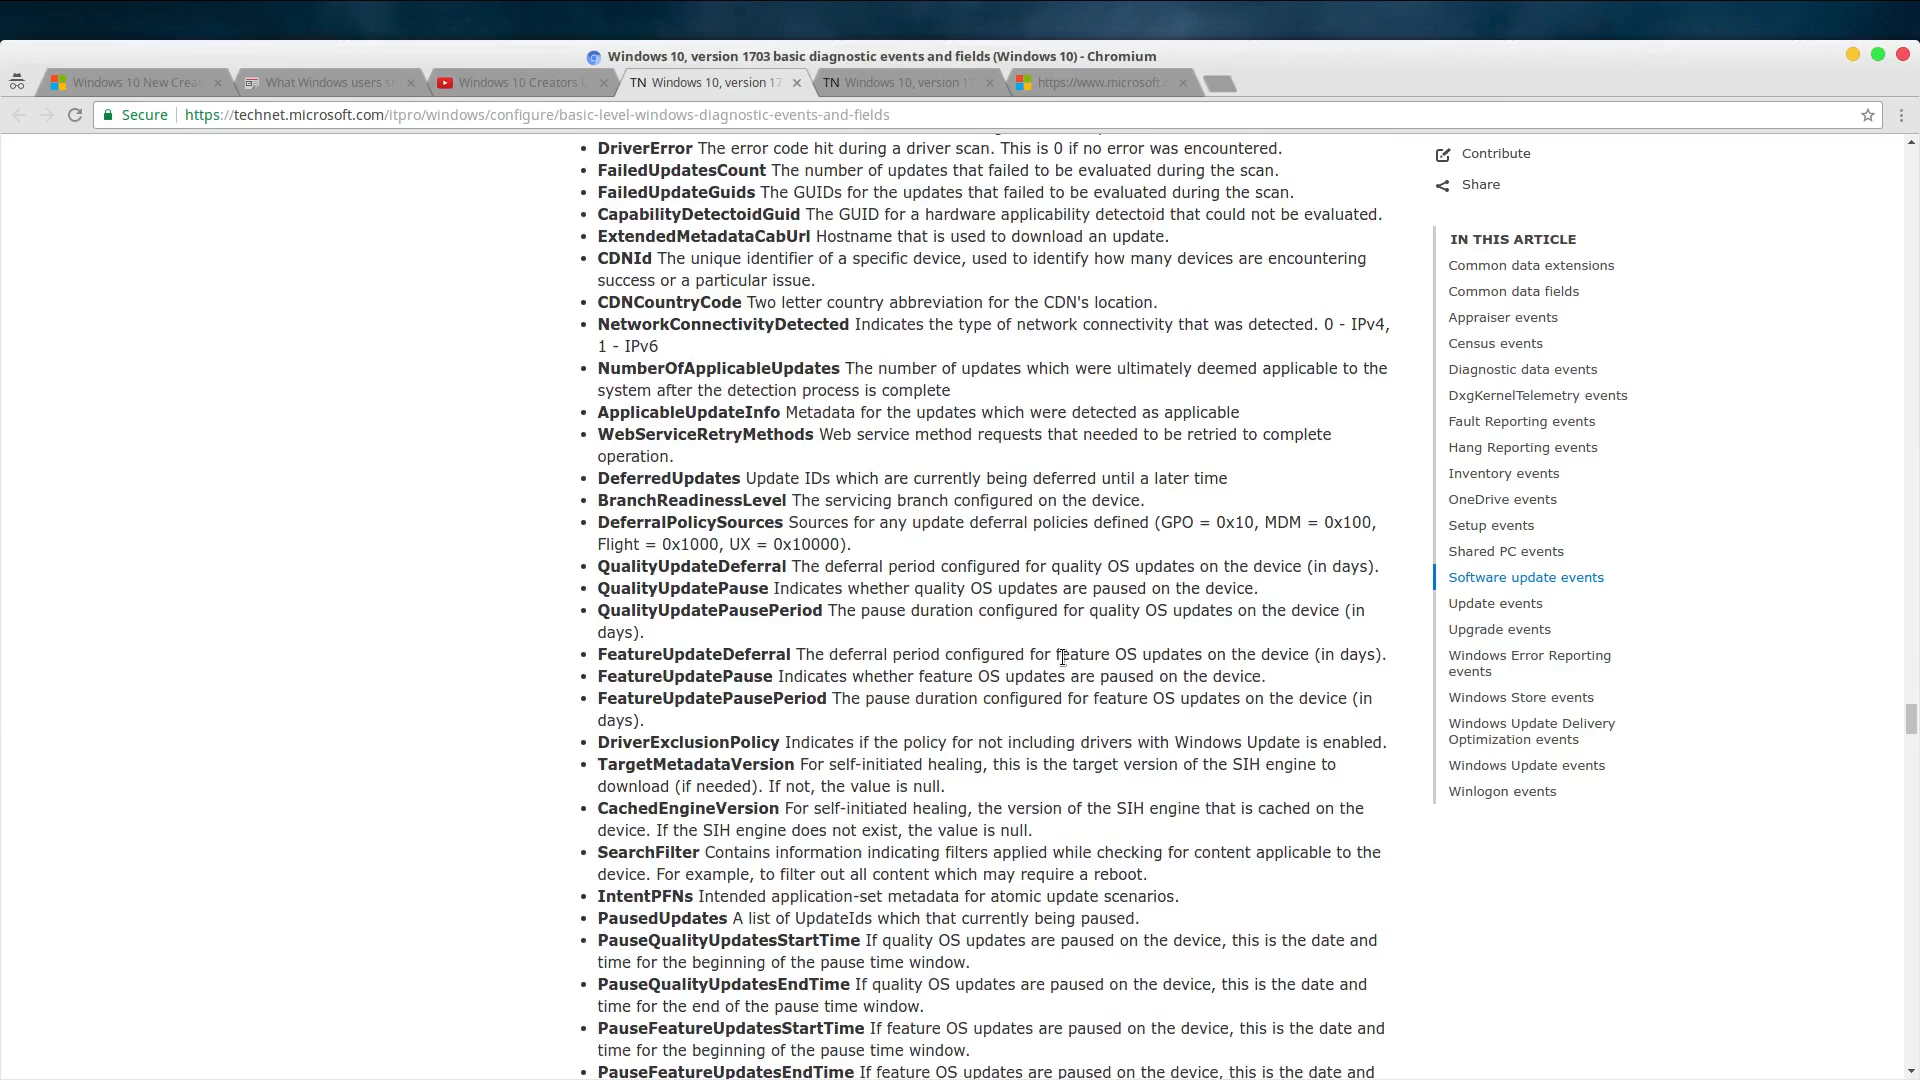 Windows 10, version 1703 basic diagnostic events and fields (Windows 10) - Chromium
Windows 10 New Crea
What Windows users s
Windows 10 Creators
TN Windows 10, version 17
TN Windows 10, version 17
https://www.microsoft.c
Secure
https://technet.microsoft.com/itpro/windows/configure/basic-level-windows-diagnostic-events-and-fields
DriverError The error code hit during a driver scan. This is 0 if no error was encountered.
FailedUpdatesCount The number of updates that failed to be evaluated during the scan.
FailedUpdateGuids The GUIDs for the updates that failed to be evaluated during the scan.
CapabilityDetectoidGuid The GUID for a hardware applicability detectoid that could not be evaluated.
ExtendedMetadataCabUrl Hostname that is used to download an update.
CDNId The unique identifier of a specific device, used to identify how many devices are encountering
success or a particular issue.
CDNCountryCode Two letter country abbreviation for the CDN's location.
NetworkConnectivityDetected Indicates the type of network connectivity that was detected. 0 - IPv4,
1 - IPv6
NumberOfApplicableUpdates The number of updates which were ultimately deemed applicable to the
system after the detection process is complete
ApplicableUpdateInfo Metadata for the updates which were detected as applicable
WebServiceRetryMethods Web service method requests that needed to be retried to complete
operation.
DeferredUpdates Update IDs which are currently being deferred until a later time
BranchReadinessLevel The servicing branch configured on the device.
DeferralPolicySources Sources for any update deferral policies defined (GPO = 0x10, MDM = 0x100,
Flight = 0x1000, UX = 0x10000).
QualityUpdateDeferral The deferral period configured for quality OS updates on the device (in days).
QualityUpdatePause Indicates whether quality OS updates are paused on the device.
QualityUpdatePausePeriod The pause duration configured for quality OS updates on the device (in
days).
FeatureUpdateDeferral The deferral period configured for feature OS updates on the device (in days).
FeatureUpdatePause Indicates whether feature OS updates are paused on the device.
FeatureUpdatePausePeriod The pause duration configured for feature OS updates on the device (in
days).
DriverExclusionPolicy Indicates if the policy for not including drivers with Windows Update is enabled.
TargetMetadataVersion For self-initiated healing, this is the target version of the SIH engine to
download (if needed). If not, the value is null.
CachedEngineVersion For self-initiated healing, the version of the SIH engine that is cached on the
device. If the SIH engine does not exist, the value is null.
SearchFilter Contains information indicating filters applied while checking for content applicable to the
device. For example, to filter out all content which may require a reboot.
IntentPFNs Intended application-set metadata for atomic update scenarios.
PausedUpdates A list of UpdateIds which that currently being paused.
PauseQualityUpdatesStartTime If quality OS updates are paused on the device, this is the date and
time for the beginning of the pause time window.
PauseQualityUpdatesEndTime If quality OS updates are paused on the device, this is the date and
time for the end of the pause time window.
PauseFeatureUpdatesStartTime If feature OS updates are paused on the device, this is the date and
time for the beginning of the pause time window.
PauseFeatureUpdatesEndTime If feature OS updates are paused on the device, this is the date and
Contribute
Share
IN THIS ARTICLE
Common data extensions
Common data fields
Appraiser events
Census events
Diagnostic data events
DxgKernelTelemetry events
Fault Reporting events
Hang Reporting events
Inventory events
OneDrive events
Setup events
Shared PC events
Software update events
Update events
Upgrade events
Windows Error Reporting
events
Windows Store events
Windows Update Delivery
Optimization events
Windows Update events
Winlogon events